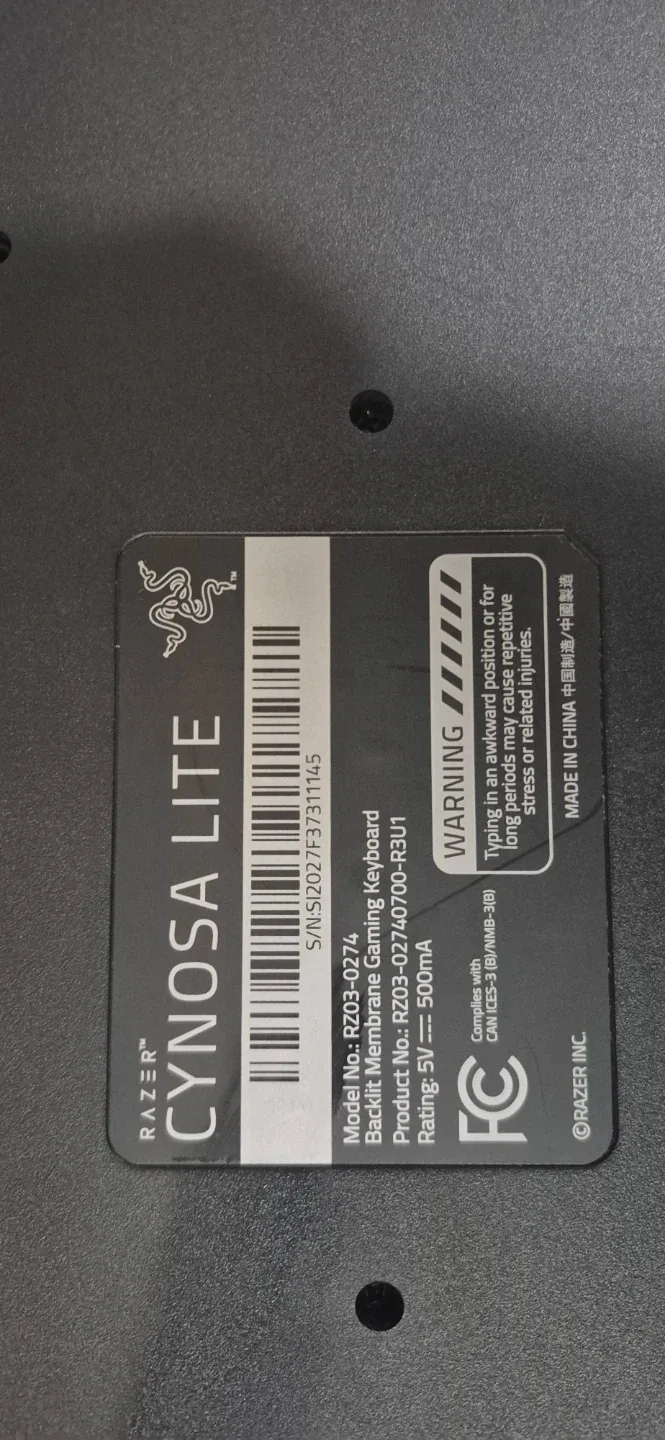 RAZER™
CYNOSA LITE
™
S/N:SI2027F37311145
Model No.: RZ03-0274
Backlit Membrane Gaming Keyboard
Product No.: RZ03-02740700-R3U1
Rating: 5V ⎓ 500mA
FC
Complies with
CAN ICES-3 (B)/NMB-3(B)
WARNING
Typing in an awkward position or for
long periods may cause repetitive
stress or related injuries.
©RAZER INC.
MADE IN CHINA 中国制造/中國製造